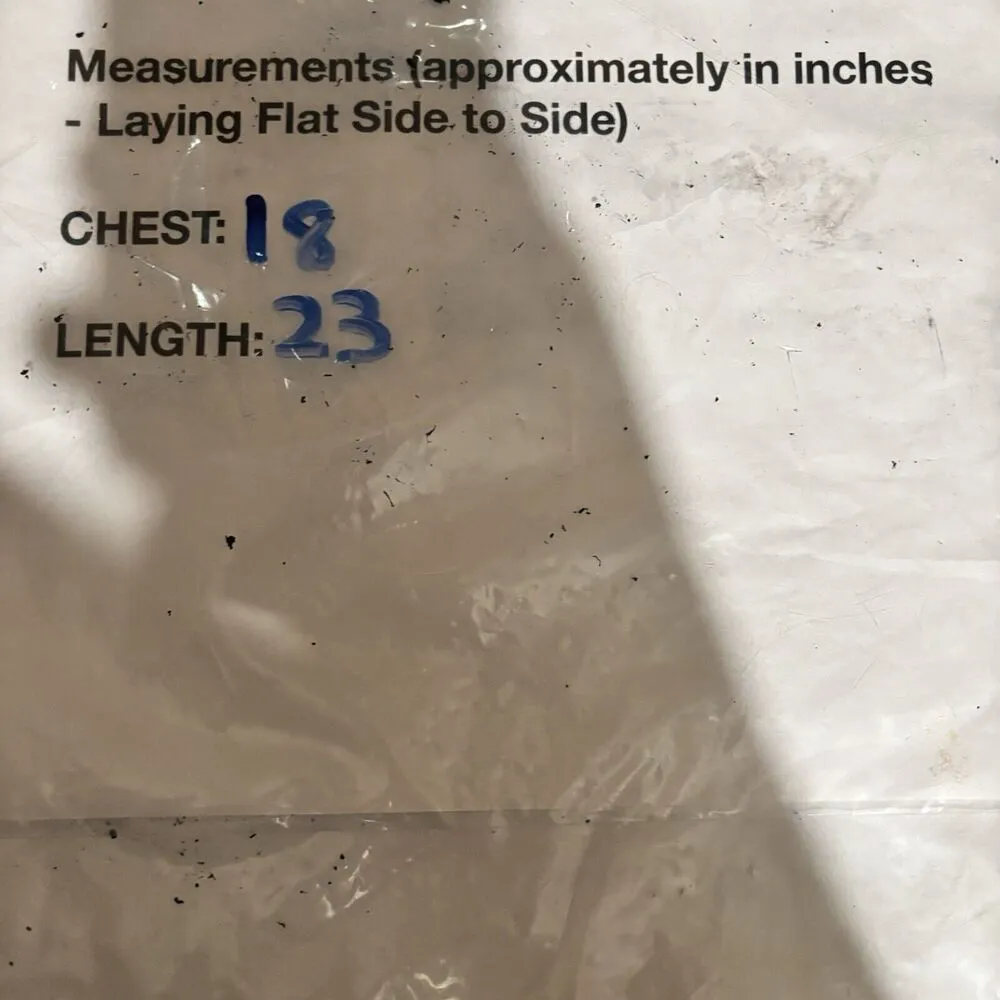 Measurements (approximately in inches
- Laying Flat Side to Side)
CHEST: 18
LENGTH: 23